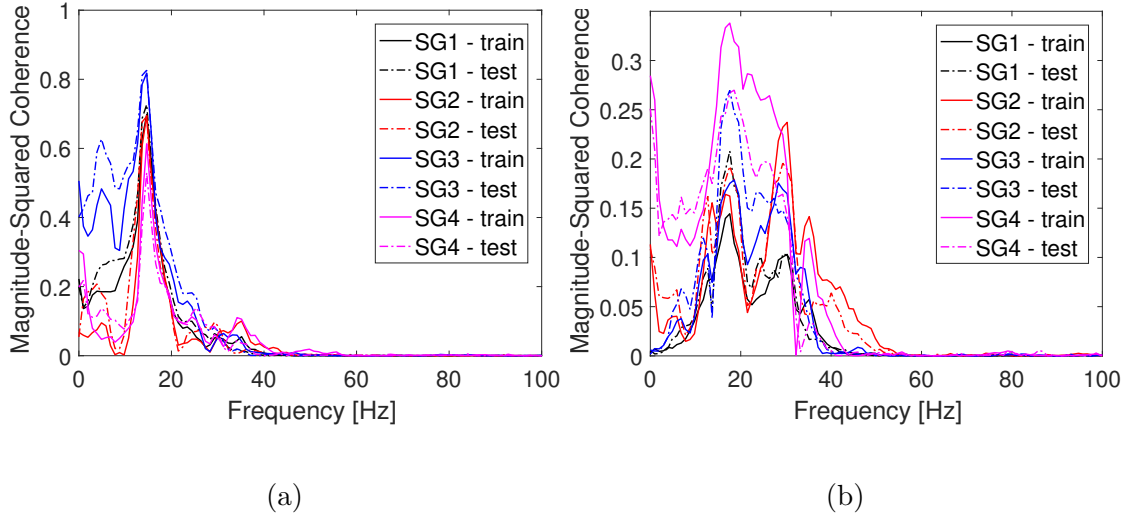 Magnitude-Squared Coherence
1
0.8
0.6
0.4
0.2
0
0 20 40 60 80 100
Frequency [Hz]
SG1 - train
SG1 - test
SG2 - train
SG2 - test
SG3 - train
SG3 - test
SG4 - train
SG4 - test
(a)
Magnitude-Squared Coherence
0.3
0.25
0.2
0.15
0.1
0.05
0
0 20 40 60 80 100
Frequency [Hz]
SG1 - train
SG1 - test
SG2 - train
SG2 - test
SG3 - train
SG3 - test
SG4 - train
SG4 - test
(b)